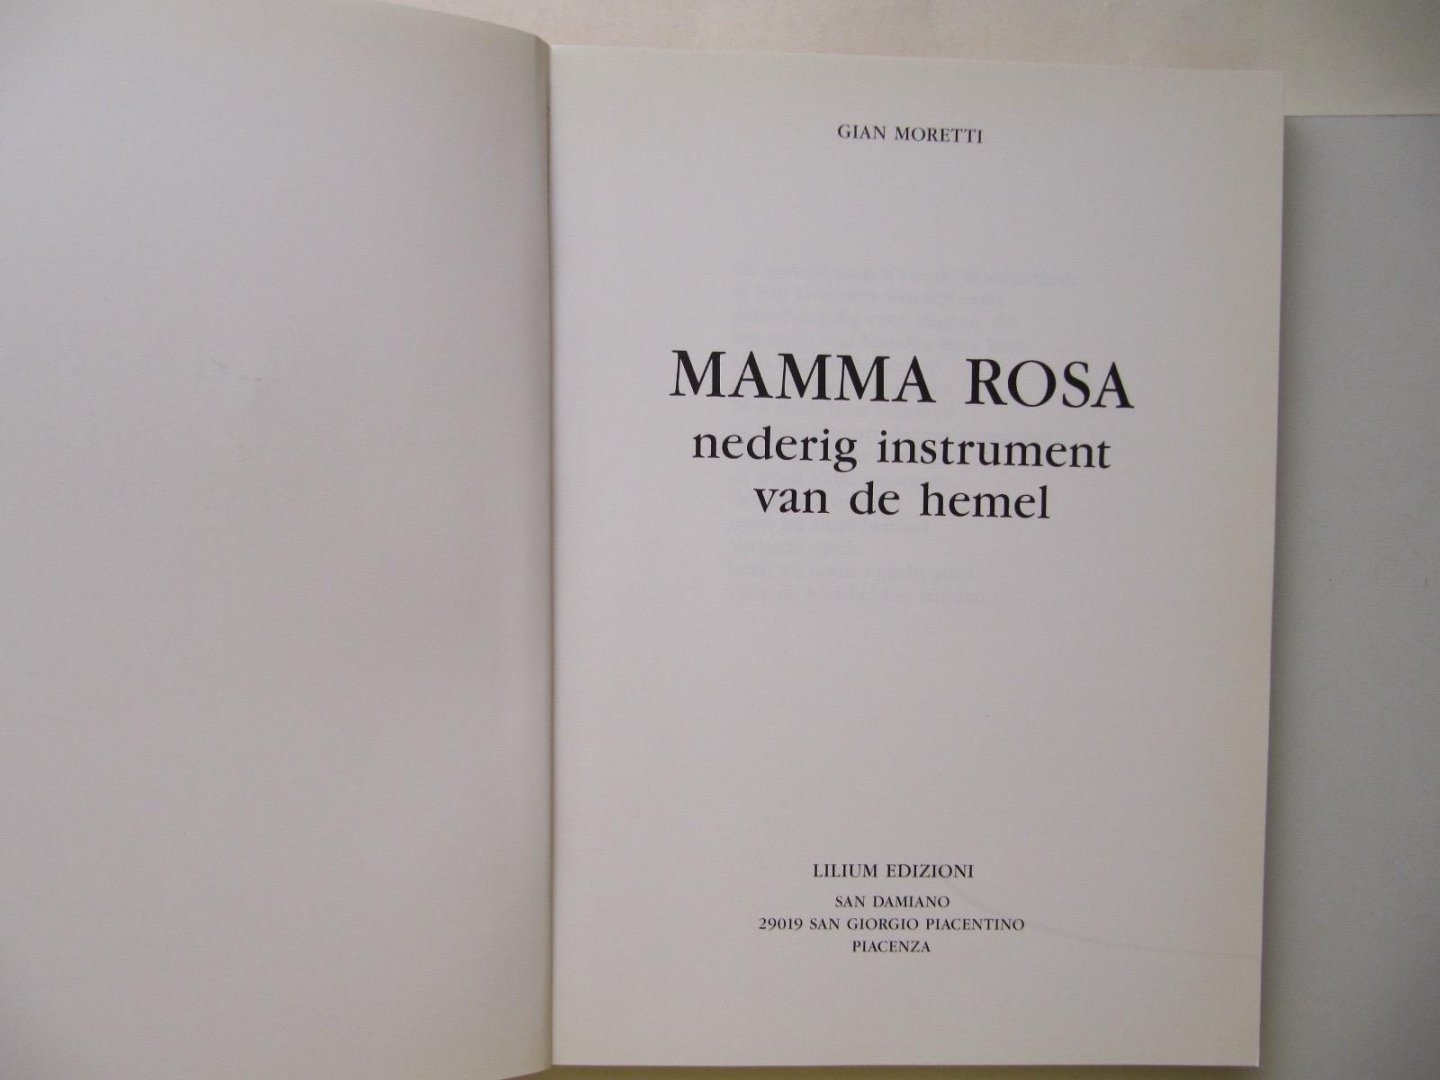 GIAN MORETTI
MAMMA ROSA
nederig instrument
van de hemel
LILIUM EDIZIONI
SAN DAMIANO
29019 SAN GIORGIO PIACENTINO
PIACENZA